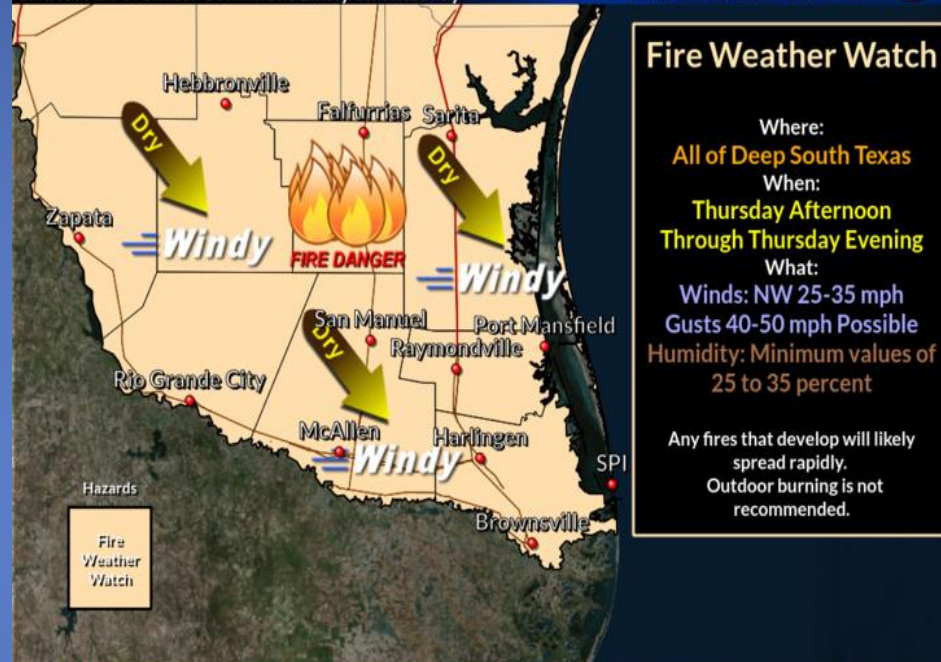 Hebbronville
Falfurrias
Sarita
Dry
Dry
Zapata
Windy
FIRE DANGER
Windy
San Manuel
Port Mansfield
Dry
Raymondville
Rio Grande City
McAllen
Harlingen
Windy
SPI
Brownsville
Hazards
Fire
Weather
Watch
Fire Weather Watch
Where:
All of Deep South Texas
When:
Thursday Afternoon
Through Thursday Evening
What:
Winds: NW 25-35 mph
Gusts 40-50 mph Possible
Humidity: Minimum values of
25 to 35 percent
Any fires that develop will likely
spread rapidly.
Outdoor burning is not
recommended.